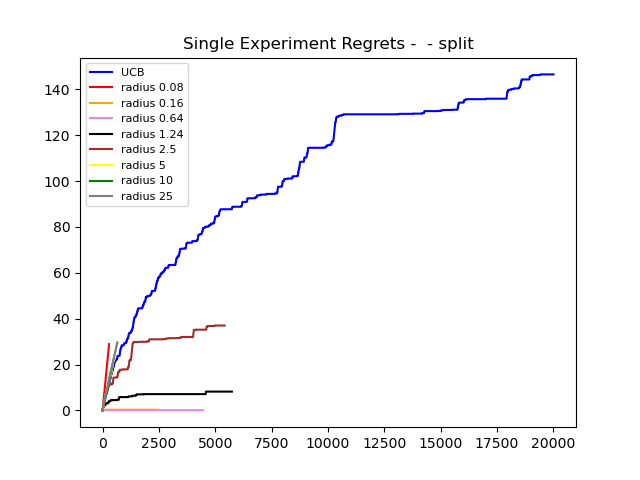 Single Experiment Regrets -  - split
UCB
radius 0.08
radius 0.16
radius 0.64
radius 1.24
radius 2.5
radius 5
radius 10
radius 25
140
120
100
80
60
40
20
0
0 2500 5000 7500 10000 12500 15000 17500 20000